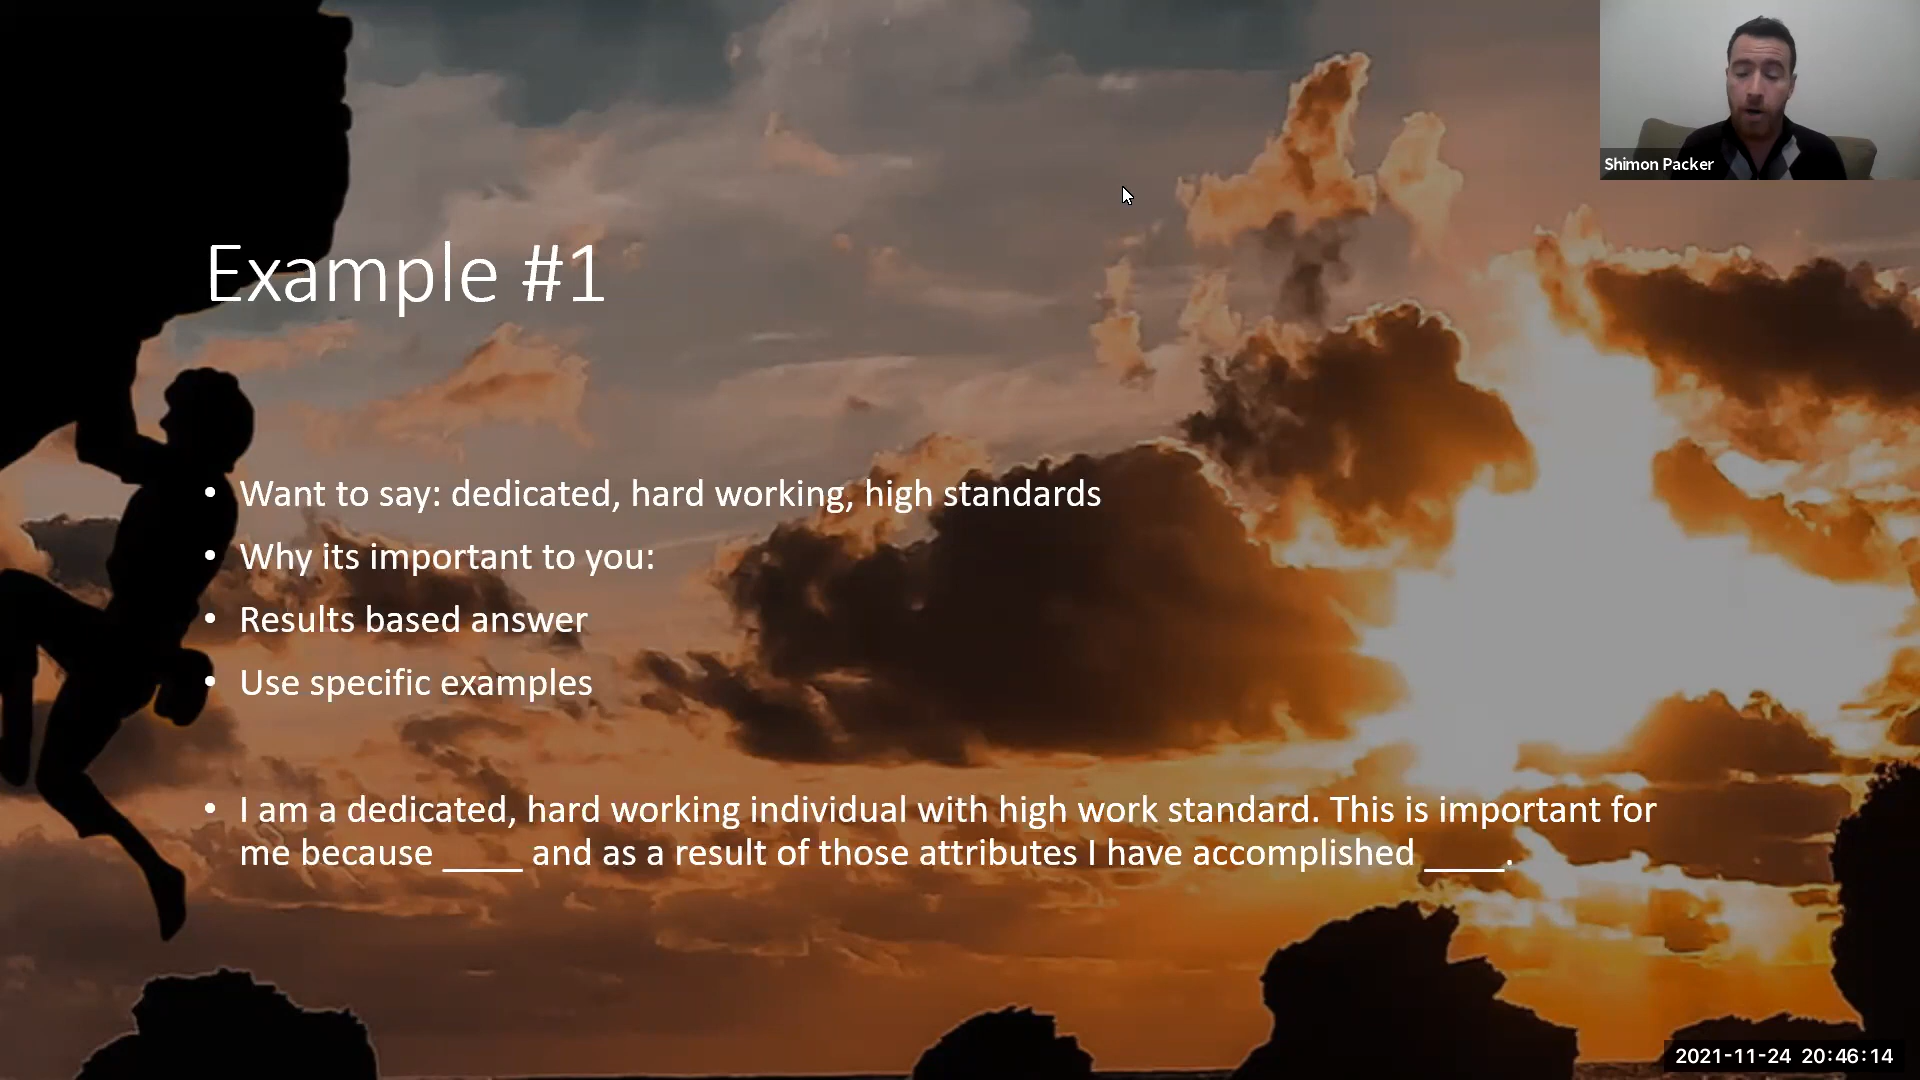 Shimon Packer
Example #1
• Want to say: dedicated, hard working, high standards
• Why its important to you:
• Results based answer
• Use specific examples
• I am a dedicated, hard working individual with high work standard. This is important for
me because ____ and as a result of those attributes I have accomplished ____.
2021-11-24 20:46:14